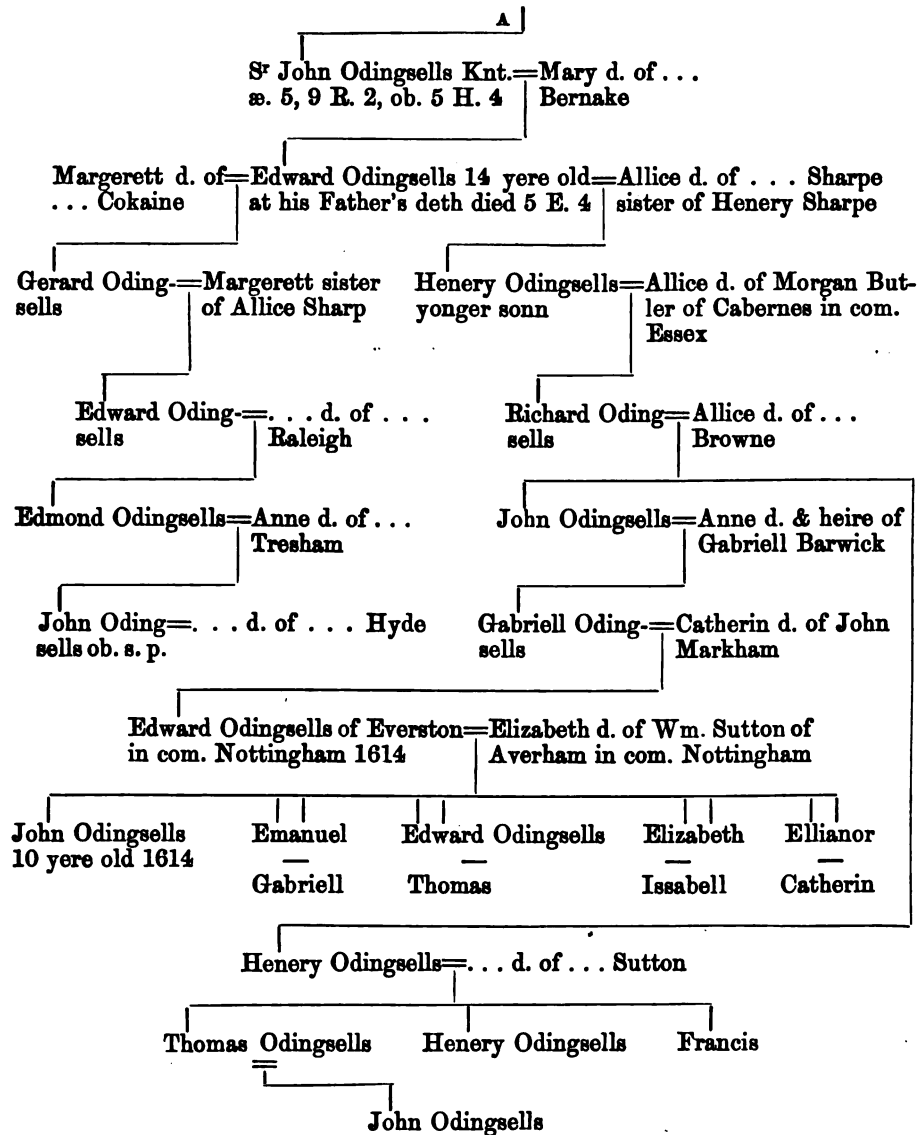 A
Sr John Odingsells Knt.=Mary d. of . . .
æ. 5, 9 R. 2, ob. 5 H. 4 Bernake
Margerett d. of=Edward Odingsells 14 yere old=Allice d. of . . . Sharpe
. . . Cokaine at his Father's deth died 5 E. 4 sister of Henery Sharpe
Gerard Oding-=Margerett sister Henery Odingsells=Allice d. of Morgan But-
sells of Allice Sharp yonger sonn ler of Cabernes in com.
Essex
Edward Oding-=. . . d. of . . . Richard Oding=Allice d. of . . .
sells Raleigh sells Browne
Edmond Odingsells=Anne d. of . . . John Odingsells=Anne d. & heire of
Tresham Gabriell Barwick
John Oding=. . . d. of . . . Hyde Gabriell Oding-=Catherin d. of John
sells ob. s. p. sells Markham
Edward Odingsells of Everston=Elizabeth d. of Wm. Sutton of
in com. Nottingham 1614 Averham in com. Nottingham
John Odingsells Emanuel Edward Odingsells Elizabeth Ellianor
10 yere old 1614
Gabriell Thomas Issabell Catherin
Henery Odingsells=. . . d. of . . . Sutton
Thomas Odingsells Henery Odingsells Francis
=
John Odingsells